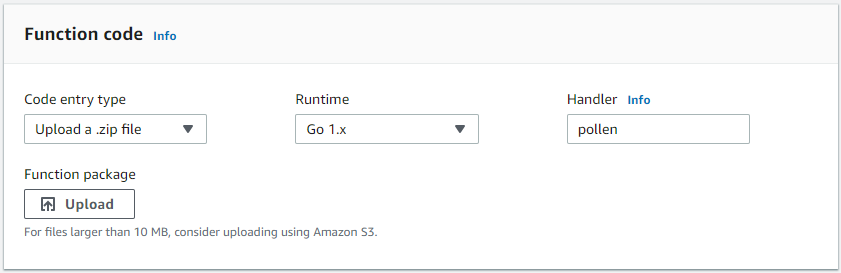 Function code Info
Code entry type Runtime Handler Info
Upload a .zip file Go 1.x pollen
Function package
Upload
For files larger than 10 MB, consider uploading using Amazon S3.